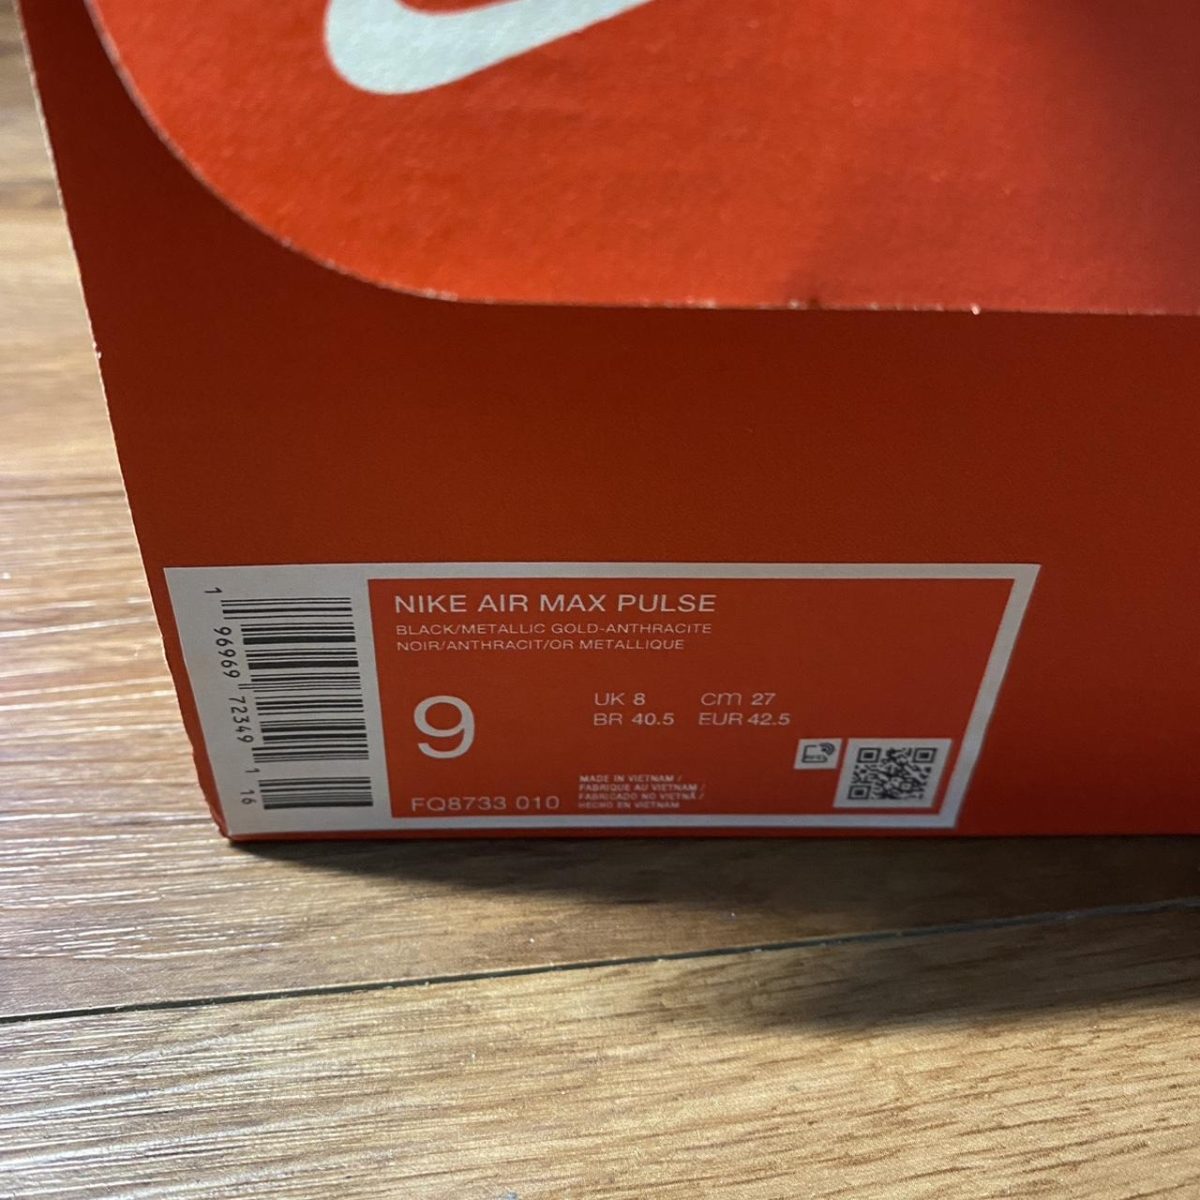 NIKE AIR MAX PULSE
BLACK/METALLIC GOLD-ANTHRACITE
NOIR/ANTHRACIT/OR METALLIQUE
9
UK 8 cm 27
BR 40.5 EUR 42.5
FQ8733 010
MADE IN VIETNAM /
FABRIQUE AU VIETNAM /
FABRICADO NO VIETNÃ /
HECHO EN VIETNAM
1 96969 72349 1 16